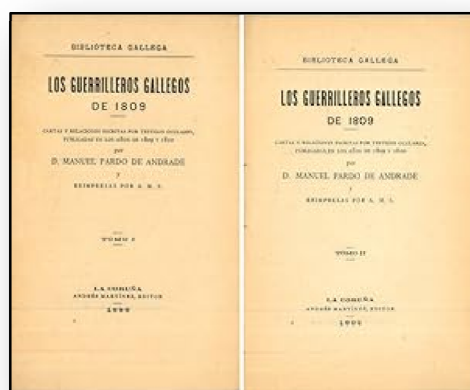 BIBLIOTECA GALLEGA
LOS GUERRILLEROS GALLEGOS
DE 1809
CARTAS Y RELACIONES ESCRITAS POR TESTIGOS OCULARES,
PUBLICADAS EN LOS AÑOS DE 1809 Y 1810
por
D. MANUEL PARDO DE ANDRADE
Y
REIMPRESAS POR A. M. S.
TOMO I
LA CORUÑA
ANDRÉS MARTÍNEZ, EDITOR
BIBLIOTECA GALLEGA
LOS GUERRILLEROS GALLEGOS
DE 1809
CARTAS Y RELACIONES ESCRITAS POR TESTIGOS OCULARES,
PUBLICADAS EN LOS AÑOS DE 1809 Y 1810
por
D. MANUEL PARDO DE ANDRADE
Y
REIMPRESAS POR A. M. S.
TOMO II
LA CORUÑA
ANDRÉS MARTÍNEZ, EDITOR